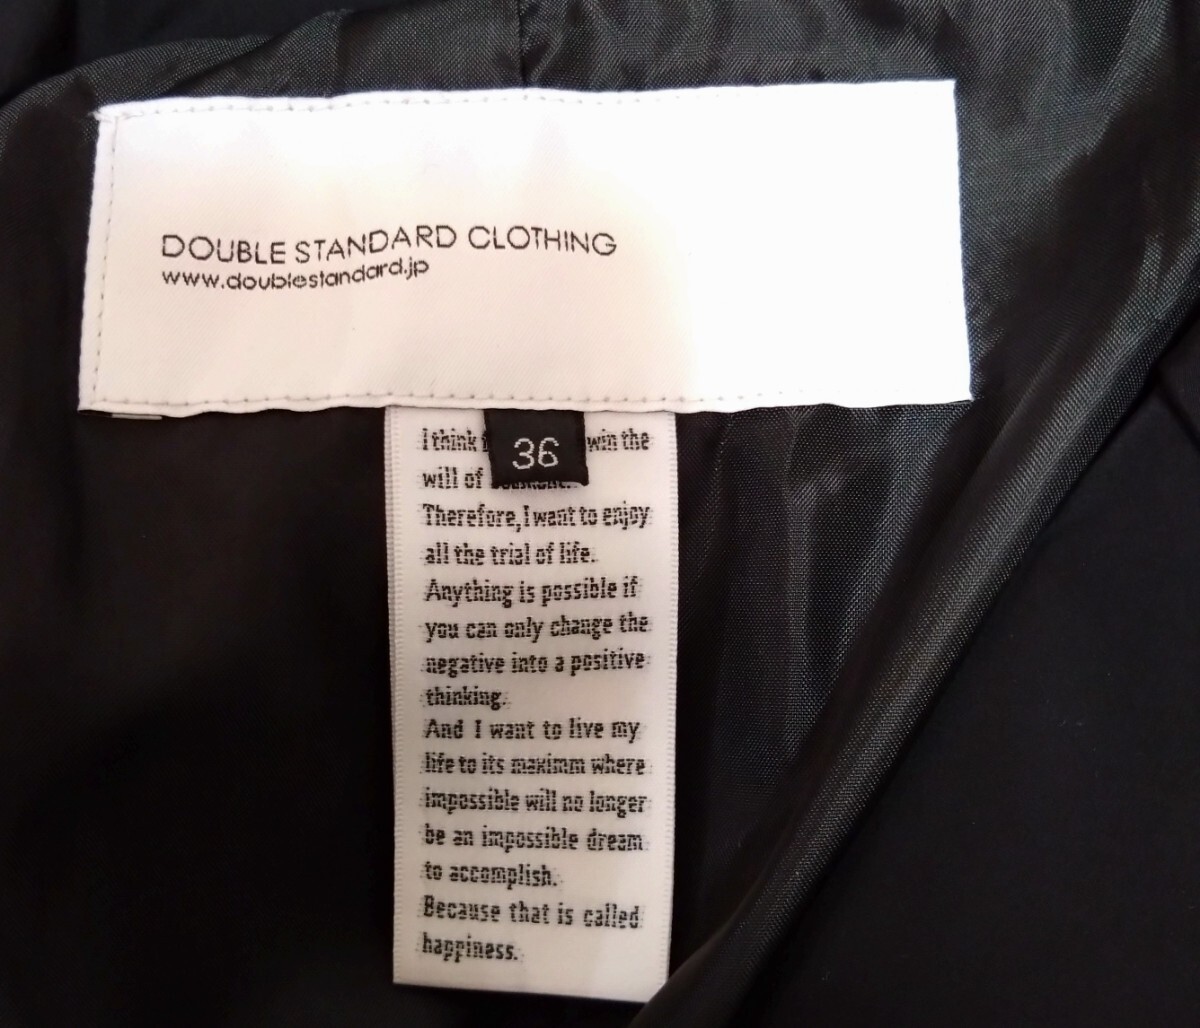 DOUBLE STANDARD CLOTHING
www.doublestandard.jp
36
I think win the
will of
Therefore, I want to enjoy
all the trial of life.
Anything is possible if
you can only change the
negative into a positive
thinking.
And I want to live my
life to its maximm where
impossible will no longer
be an impossible dream
to accomplish.
Because that is called
happiness.